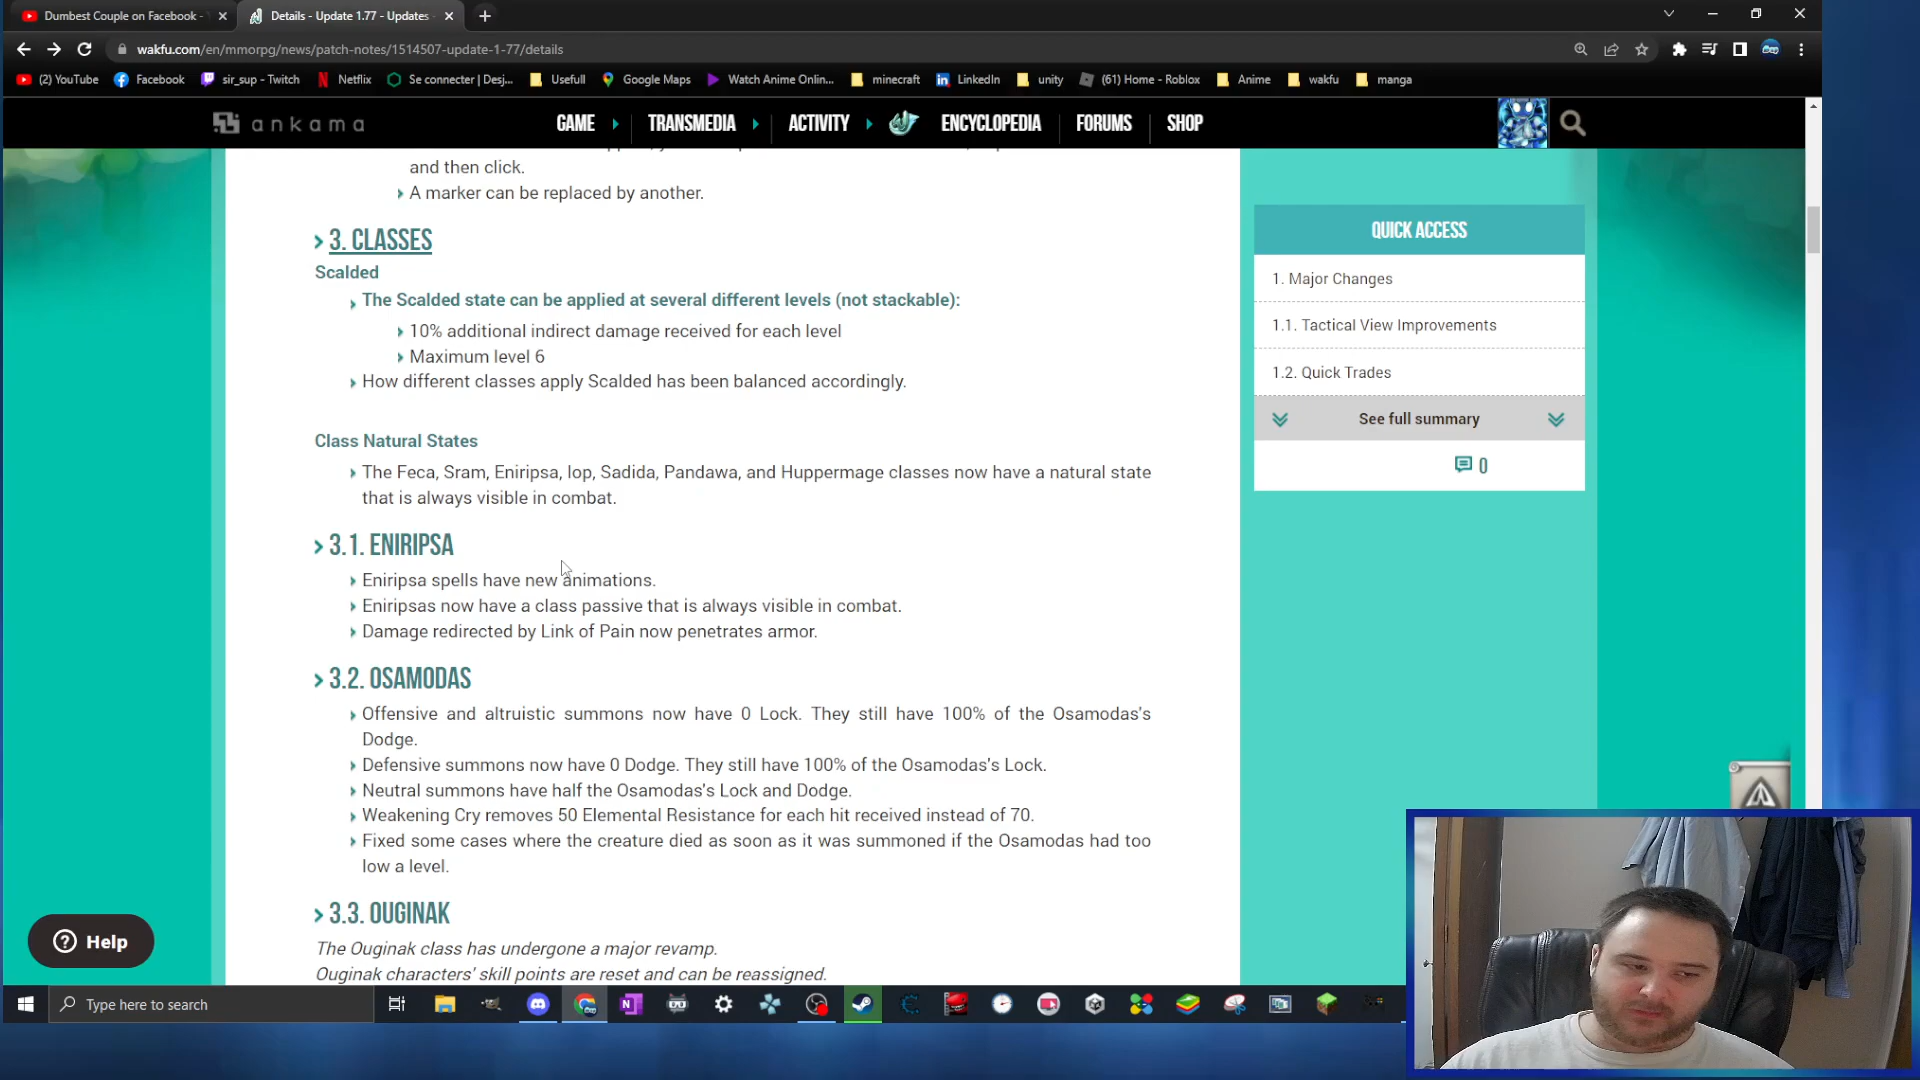 Dumbest Couple on Facebook -
Details - Update 1.77 - Updates -
wakfu.com/en/mmorpg/news/patch-notes/1514507-update-1-77/details
(2) YouTube
Facebook
sir_sup - Twitch
Netflix
Se connecter | Desj...
Usefull
Google Maps
Watch Anime Onlin...
minecraft
LinkedIn
unity
(61) Home - Roblox
Anime
wakfu
manga
ankama
GAME
TRANSMEDIA
ACTIVITY
ENCYCLOPEDIA
FORUMS
SHOP
and then click.
A marker can be replaced by another.
3. CLASSES
Scalded
The Scalded state can be applied at several different levels (not stackable):
10% additional indirect damage received for each level
Maximum level 6
How different classes apply Scalded has been balanced accordingly.
Class Natural States
The Feca, Sram, Eniripsa, Iop, Sadida, Pandawa, and Huppermage classes now have a natural state
that is always visible in combat.
3.1. ENIRIPSA
Eniripsa spells have new animations.
Eniripsas now have a class passive that is always visible in combat.
Damage redirected by Link of Pain now penetrates armor.
3.2. OSAMODAS
Offensive and altruistic summons now have 0 Lock. They still have 100% of the Osamodas's
Dodge.
Defensive summons now have 0 Dodge. They still have 100% of the Osamodas's Lock.
Neutral summons have half the Osamodas's Lock and Dodge.
Weakening Cry removes 50 Elemental Resistance for each hit received instead of 70.
Fixed some cases where the creature died as soon as it was summoned if the Osamodas had too
low a level.
3.3. OUGINAK
The Ouginak class has undergone a major revamp.
Ouginak characters' skill points are reset and can be reassigned.
QUICK ACCESS
1. Major Changes
1.1. Tactical View Improvements
1.2. Quick Trades
See full summary
0
Help
Type here to search